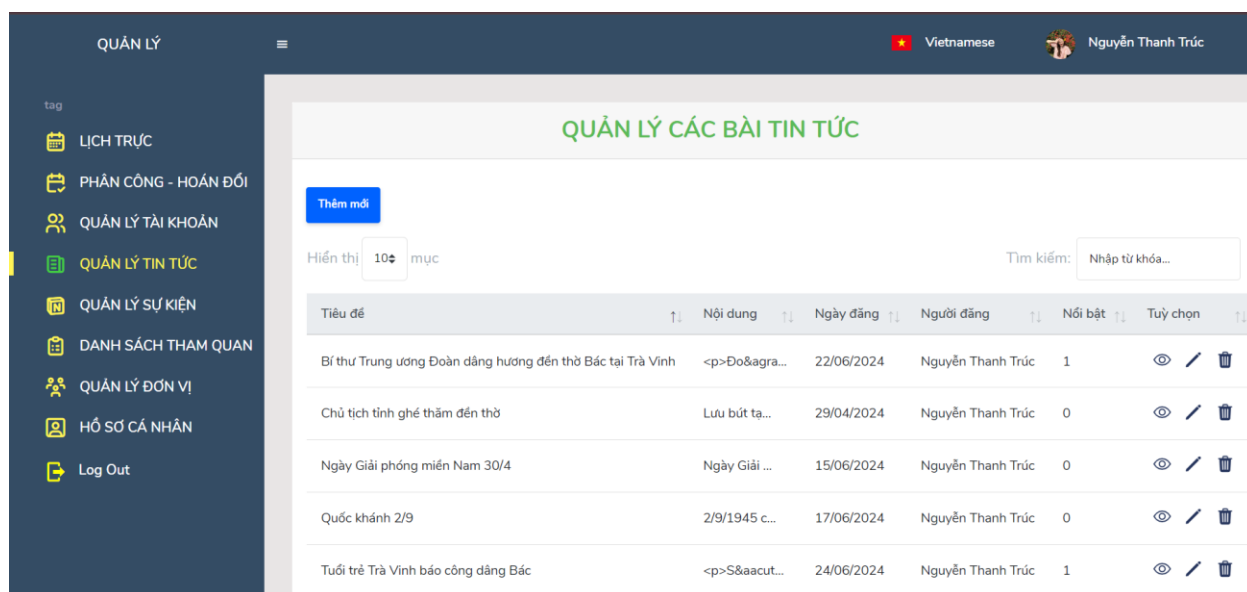 QUẢN LÝ
Vietnamese
Nguyễn Thanh Trúc
tag
LỊCH TRỰC
PHÂN CÔNG - HOÁN ĐỔI
QUẢN LÝ TÀI KHOẢN
QUẢN LÝ TIN TỨC
QUẢN LÝ SỰ KIỆN
DANH SÁCH THAM QUAN
QUẢN LÝ ĐƠN VỊ
HỒ SƠ CÁ NHÂN
Log Out
QUẢN LÝ CÁC BÀI TIN TỨC
Thêm mới
Hiển thị 10 mục
Tìm kiếm: Nhập từ khóa...
Tiêu đề Nội dung Ngày đăng Người đăng Nổi bật Tuỳ chọn
Bí thư Trung ương Đoàn dâng hương đền thờ Bác tại Trà Vinh <p>Đo&agra... 22/06/2024 Nguyễn Thanh Trúc 1
Chủ tịch tỉnh ghé thăm đền thờ Lưu bút tạ... 29/04/2024 Nguyễn Thanh Trúc 0
Ngày Giải phóng miền Nam 30/4 Ngày Giải ... 15/06/2024 Nguyễn Thanh Trúc 0
Quốc khánh 2/9 2/9/1945 c... 17/06/2024 Nguyễn Thanh Trúc 0
Tuổi trẻ Trà Vinh báo công dâng Bác <p>S&aacut... 24/06/2024 Nguyễn Thanh Trúc 1